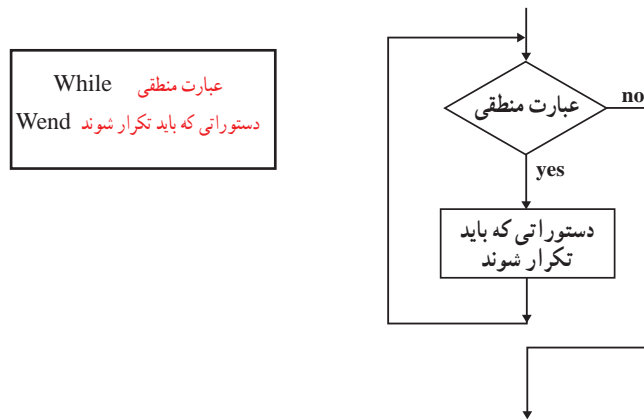 While عبارت منطقی
Wend دستوراتی که باید تکرار شوند
عبارت منطقی
no
yes
دستوراتی که باید
تکرار شوند